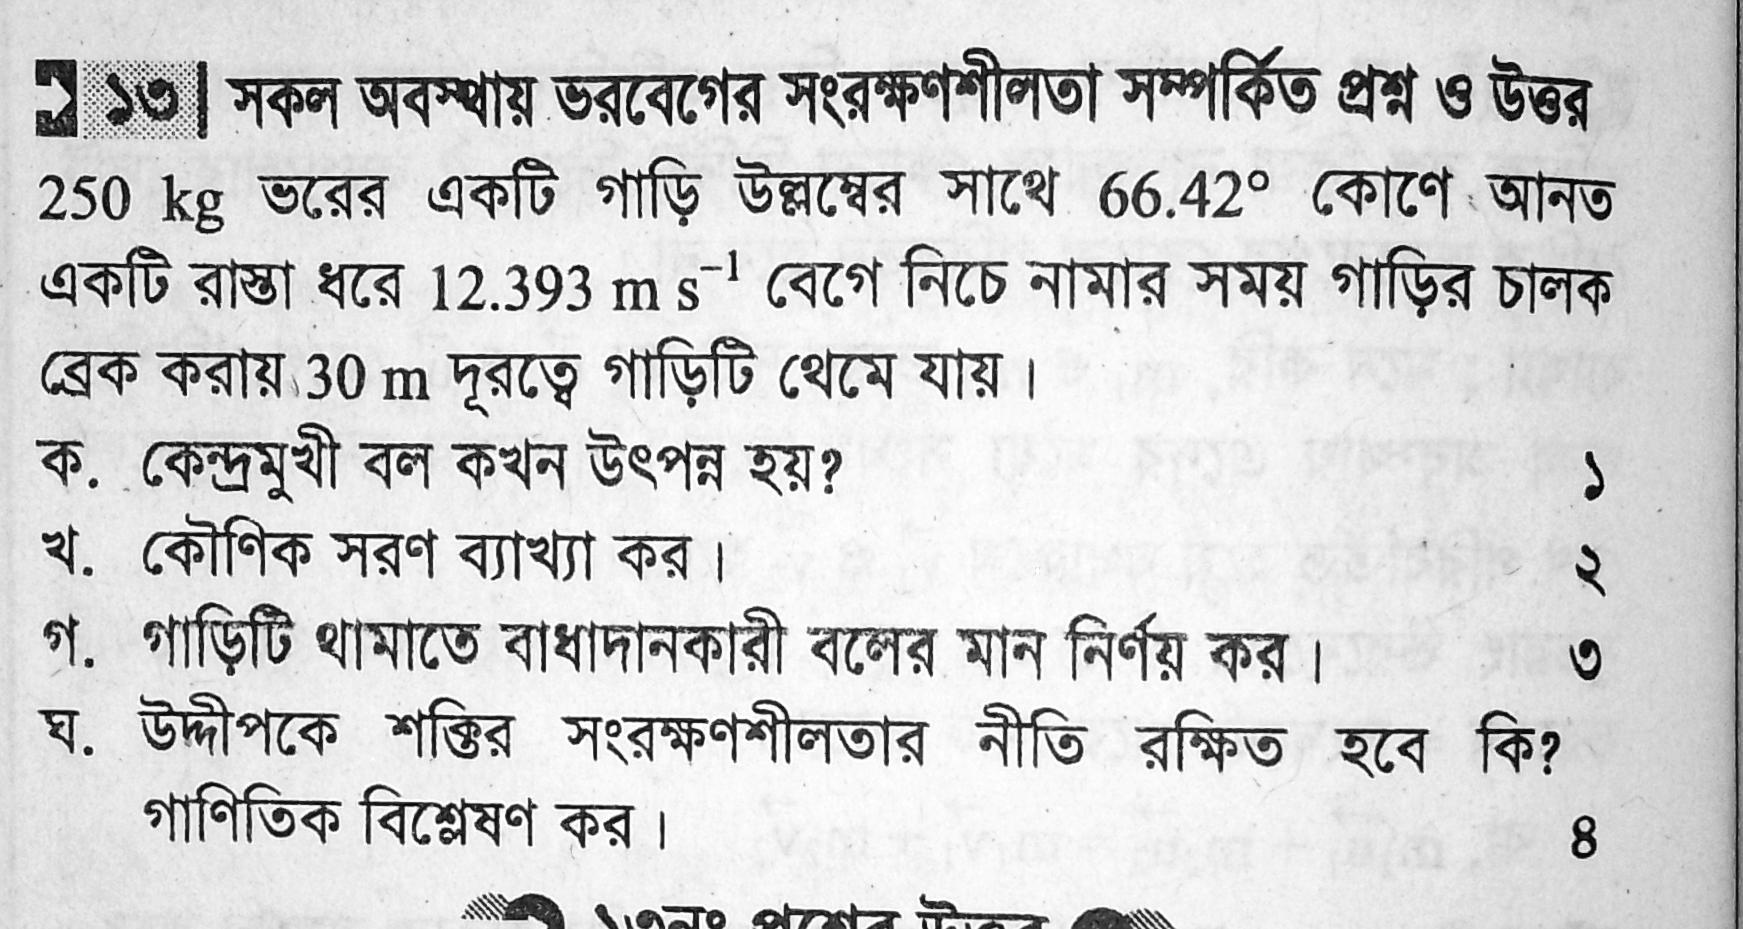 ১৩| সকল অবস্থায় ভরবেগের সংরক্ষণশীলতা সম্পর্কিত প্রশ্ন ও উত্তর
250 kg ভরের একটি গাড়ি উল্লম্বের সাথে 66.42° কোণে আনত
একটি রাস্তা ধরে 12.393 m s⁻¹ বেগে নিচে নামার সময় গাড়ির চালক
ব্রেক করায় 30 m দূরত্বে গাড়িটি থেমে যায়।
ক. কেন্দ্রমুখী বল কখন উৎপন্ন হয়? ১
খ. কৌণিক সরণ ব্যাখ্যা কর। ২
গ. গাড়িটি থামাতে বাধাদানকারী বলের মান নির্ণয় কর। ৩
ঘ. উদ্দীপকে শক্তির সংরক্ষণশীলতার নীতি রক্ষিত হবে কি?
গাণিতিক বিশ্লেষণ কর। 8
১৩নং প্রশ্নের উত্তর